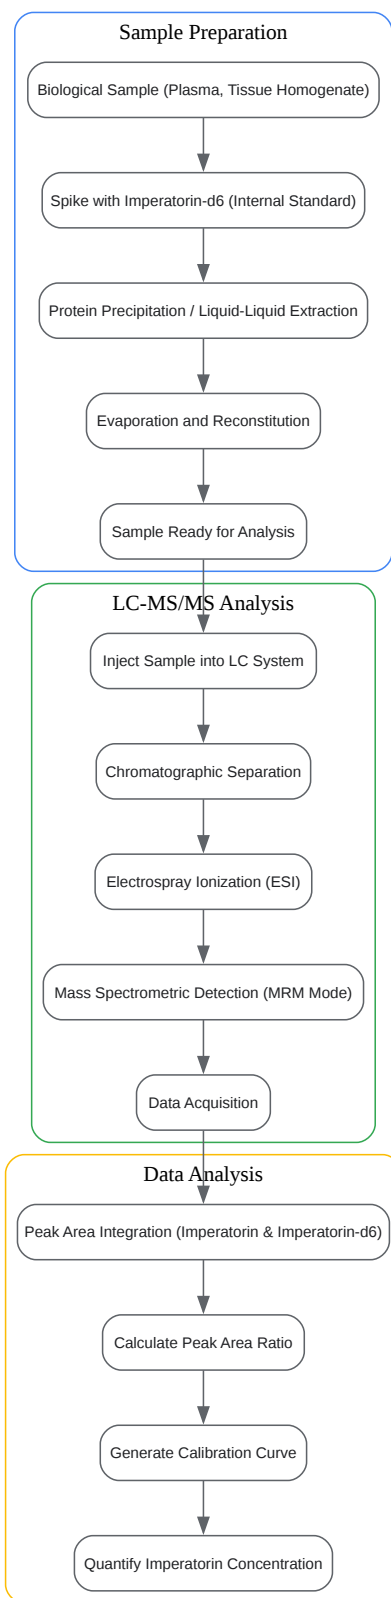 Sample Preparation
Biological Sample (Plasma, Tissue Homogenate)
Spike with Imperatorin-d6 (Internal Standard)
Protein Precipitation / Liquid-Liquid Extraction
Evaporation and Reconstitution
Sample Ready for Analysis
LC-MS/MS Analysis
Inject Sample into LC System
Chromatographic Separation
Electrospray Ionization (ESI)
Mass Spectrometric Detection (MRM Mode)
Data Acquisition
Data Analysis
Peak Area Integration (Imperatorin & Imperatorin-d6)
Calculate Peak Area Ratio
Generate Calibration Curve
Quantify Imperatorin Concentration